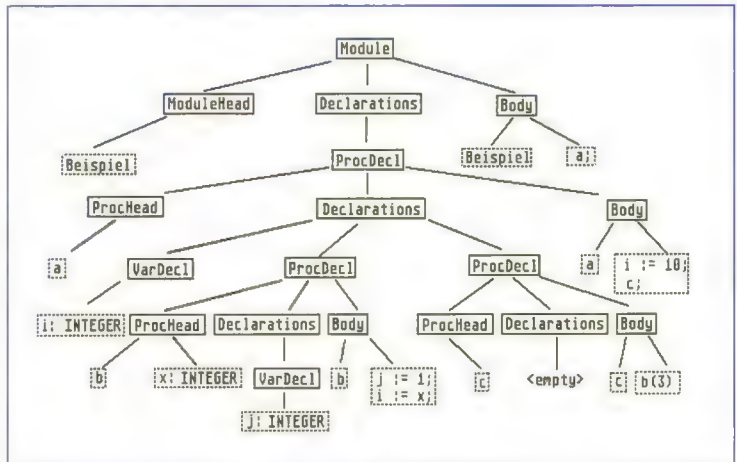 Module
ModuleHead
Declarations
Body
Beispiel
ProcDecl
Beispiel
a;
ProcHead
Declarations
Body
a
VarDecl
ProcDecl
ProcDecl
a
i := 10;
c;
i: INTEGER
ProcHead
Declarations
Body
ProcHead
Declarations
Body
b
x: INTEGER
VarDecl
b
j := 1;
i := x;
c
<empty>
c
b(3)
j: INTEGER